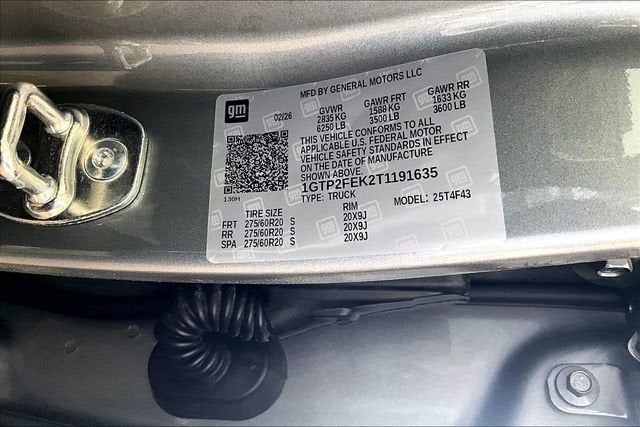 MFD BY GENERAL MOTORS LLC
gm
02/26 GVWR GAWR FRT GAWR RR
2835 KG 1588 KG 1633 KG
6250 LB 3500 LB 3600 LB
THIS VEHICLE CONFORMS TO ALL
APPLICABLE U.S. FEDERAL MOTOR
VEHICLE SAFETY STANDARDS IN EFFECT
ON THE DATE OF MANUFACTURE
SHOWN ABOVE.
1GTP2FEK2T1191635
130H
TYPE: TRUCK MODEL: 25T4F43
TIRE SIZE RIM
FRT 275/60R20 S 20X9J
RR 275/60R20 S 20X9J
SPA 275/60R20 S 20X9J